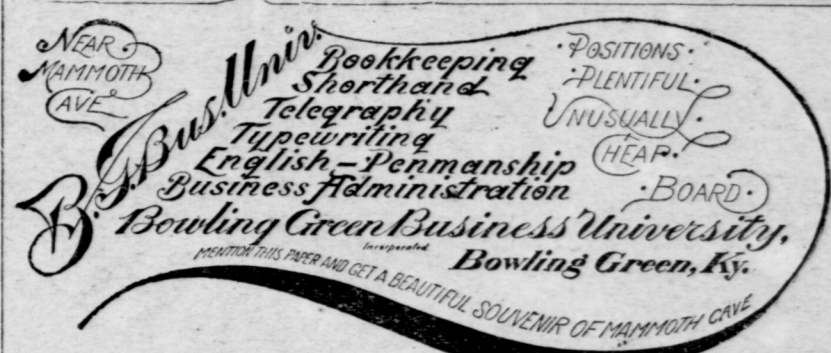 NEAR
MAMMOTH
CAVE
B. G. Bus. Univ.
Bookkeeping
Shorthand
Telegraphy
Typewriting
English - Penmanship
Business Administration
· POSITIONS ·
· PLENTIFUL ·
UNUSUALLY ·
CHEAP ·
· BOARD ·
Bowling Green Business University,
Incorporated
Bowling Green, Ky.
MENTION THIS PAPER AND GET A BEAUTIFUL SOUVENIR OF MAMMOTH CAVE